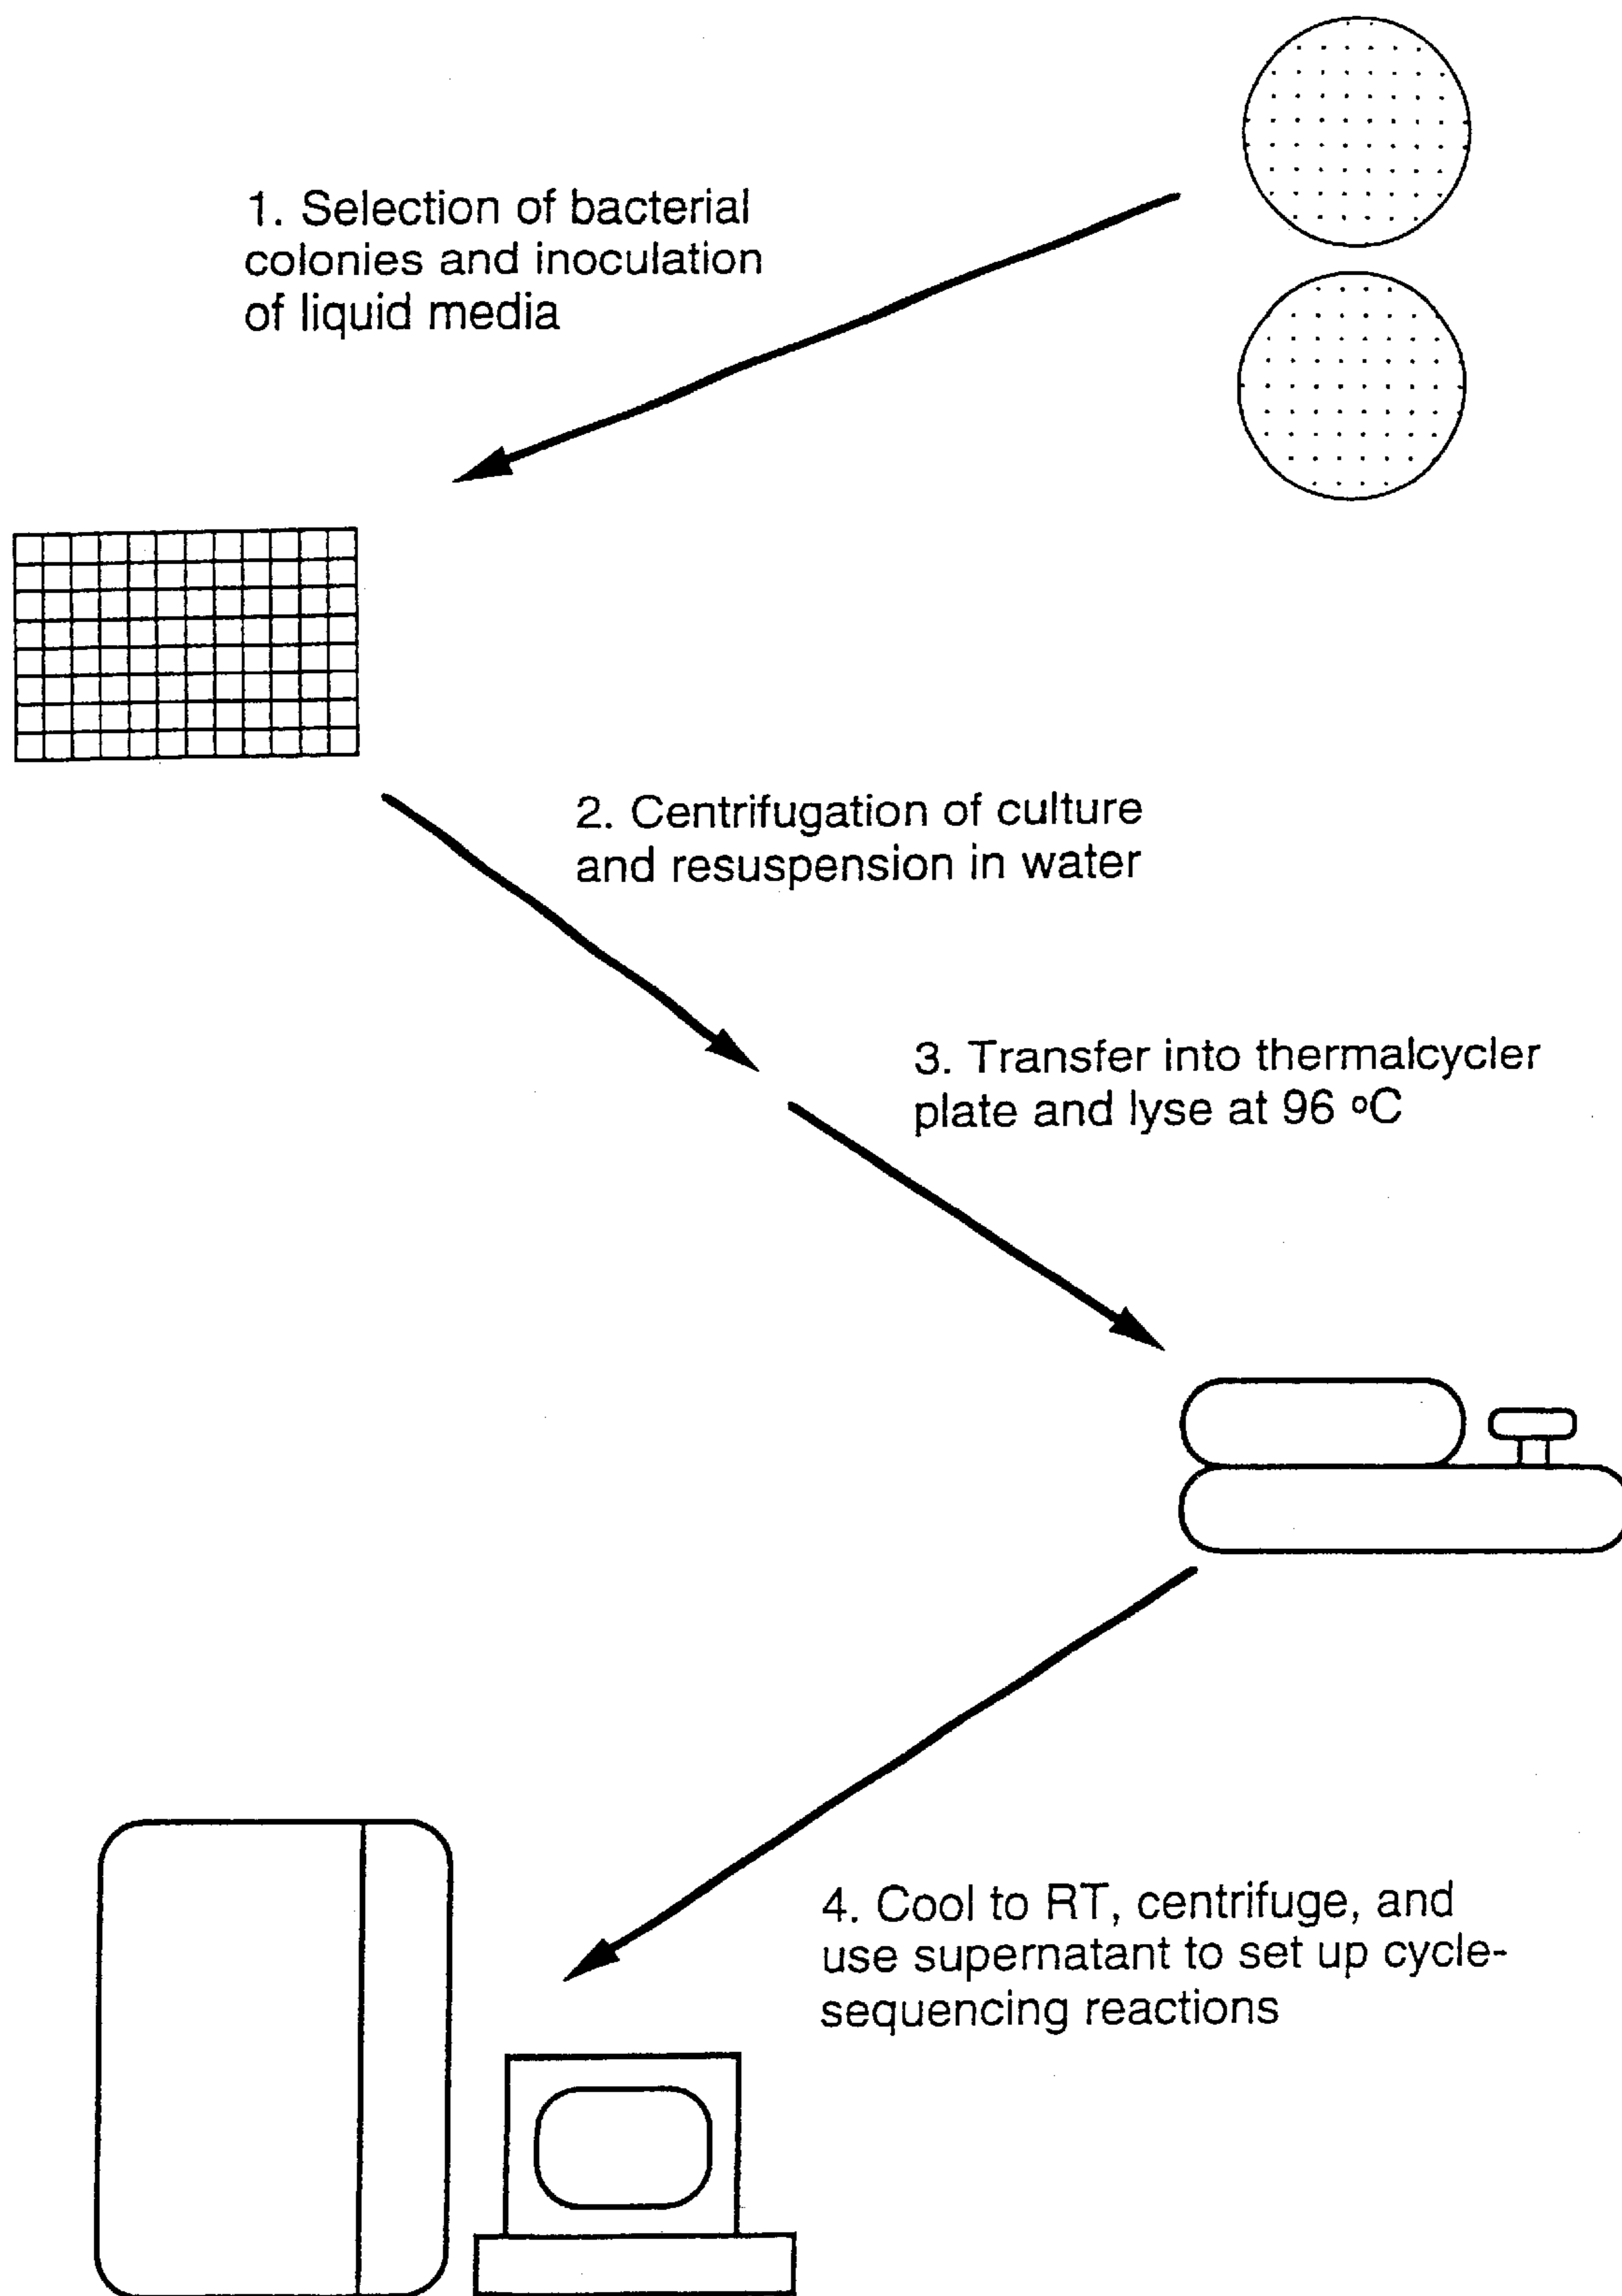 1. Selection of bacterial
colonies and inoculation
of liquid media
2. Centrifugation of culture
and resuspension in water
3. Transfer into thermalcycler
plate and lyse at 96 ºC
4. Cool to RT, centrifuge, and
use supernatant to set up cycle-
sequencing reactions